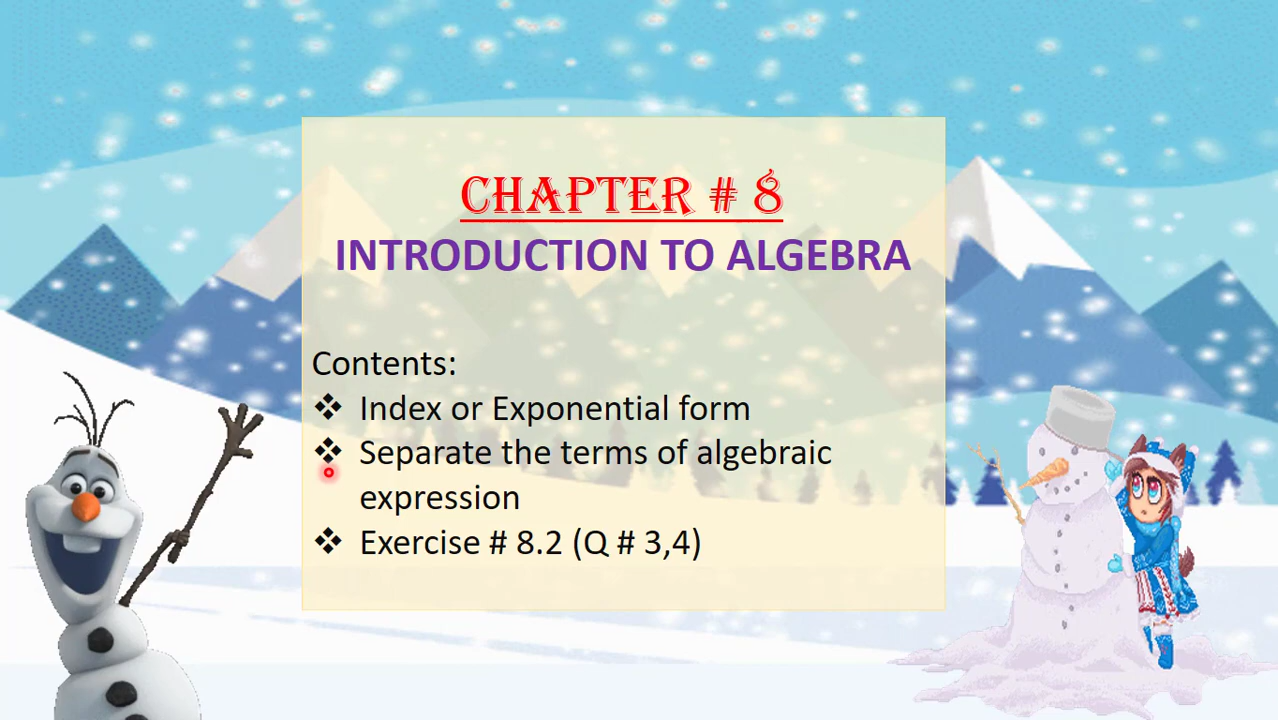 CHAPTER # 8
INTRODUCTION TO ALGEBRA
Contents:
❖ Index or Exponential form
❖ Separate the terms of algebraic
expression
❖ Exercise # 8.2 (Q # 3,4)